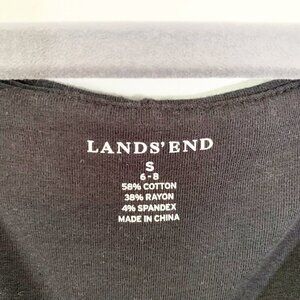 LANDS' END
S
6-8
58% COTTON
38% RAYON
4% SPANDEX
MADE IN CHINA